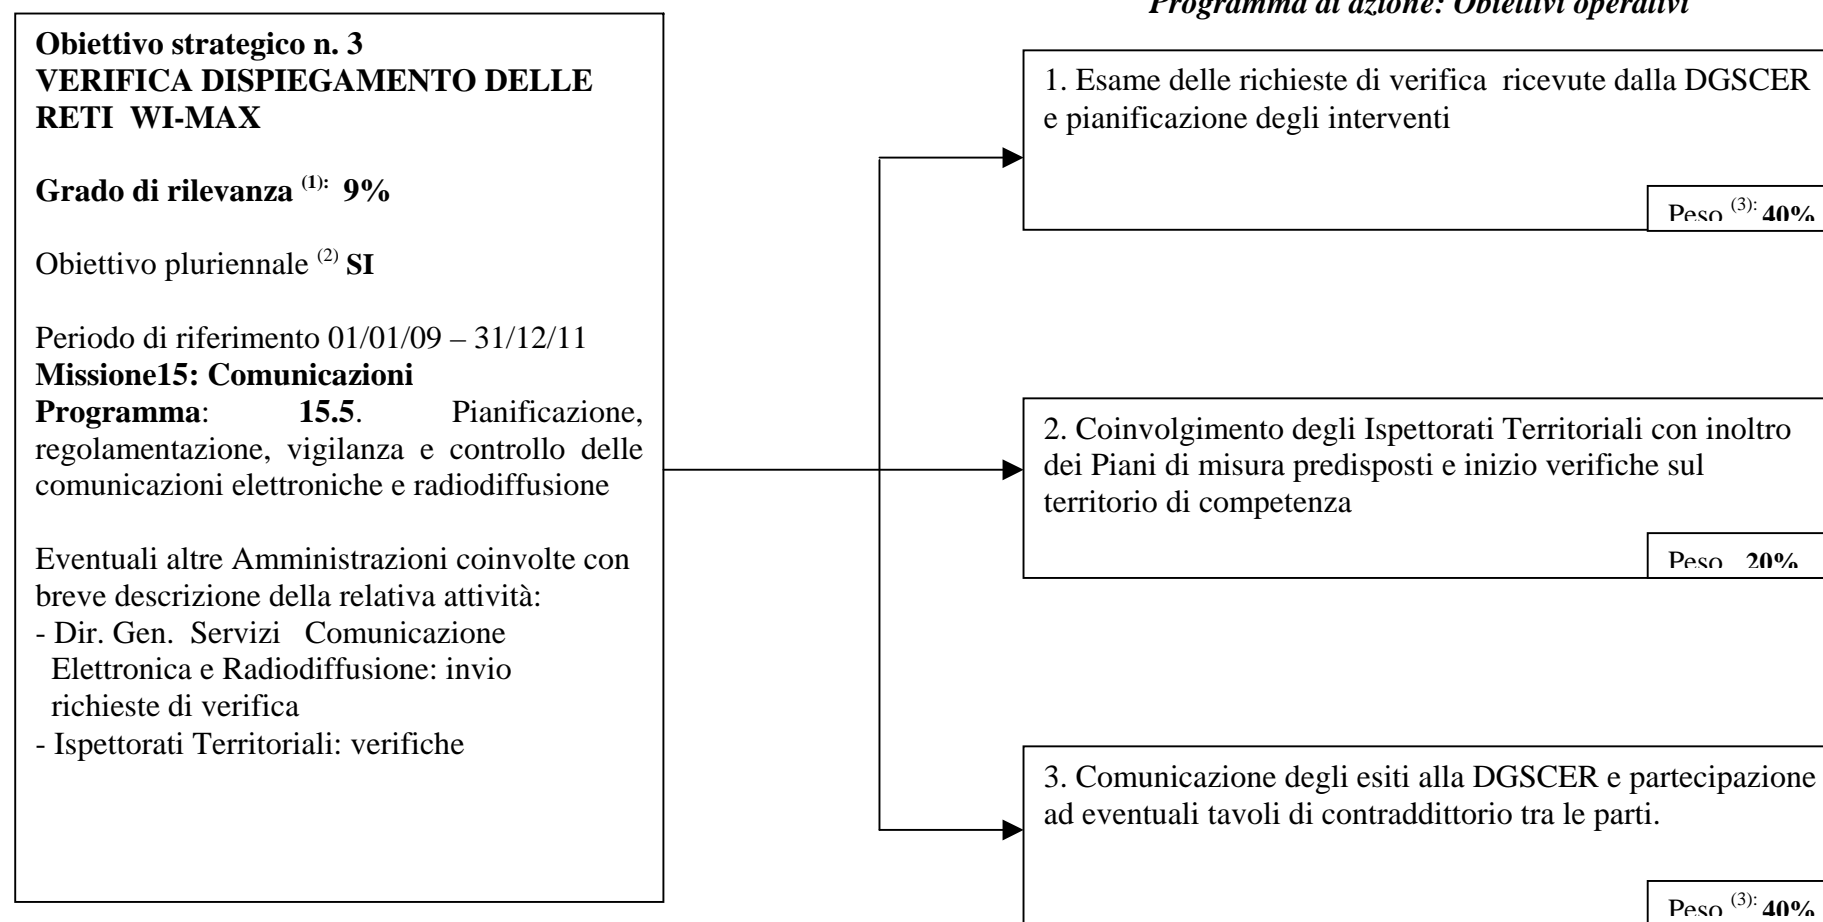 Programma di azione: Obiettivi operativi
Obiettivo strategico n. 3
VERIFICA DISPIEGAMENTO DELLE
RETI WI-MAX
Grado di rilevanza (1): 9%
Obiettivo pluriennale (2) SI
Periodo di riferimento 01/01/09 – 31/12/11
Missione15: Comunicazioni
Programma: 15.5. Pianificazione,
regolamentazione, vigilanza e controllo delle
comunicazioni elettroniche e radiodiffusione
Eventuali altre Amministrazioni coinvolte con
breve descrizione della relativa attività:
- Dir. Gen. Servizi Comunicazione
Elettronica e Radiodiffusione: invio
richieste di verifica
- Ispettorati Territoriali: verifiche
1. Esame delle richieste di verifica ricevute dalla DGSCER
e pianificazione degli interventi
Peso (3): 40%
2. Coinvolgimento degli Ispettorati Territoriali con inoltro
dei Piani di misura predisposti e inizio verifiche sul
territorio di competenza
Peso 20%
3. Comunicazione degli esiti alla DGSCER e partecipazione
ad eventuali tavoli di contraddittorio tra le parti.
Peso (3): 40%